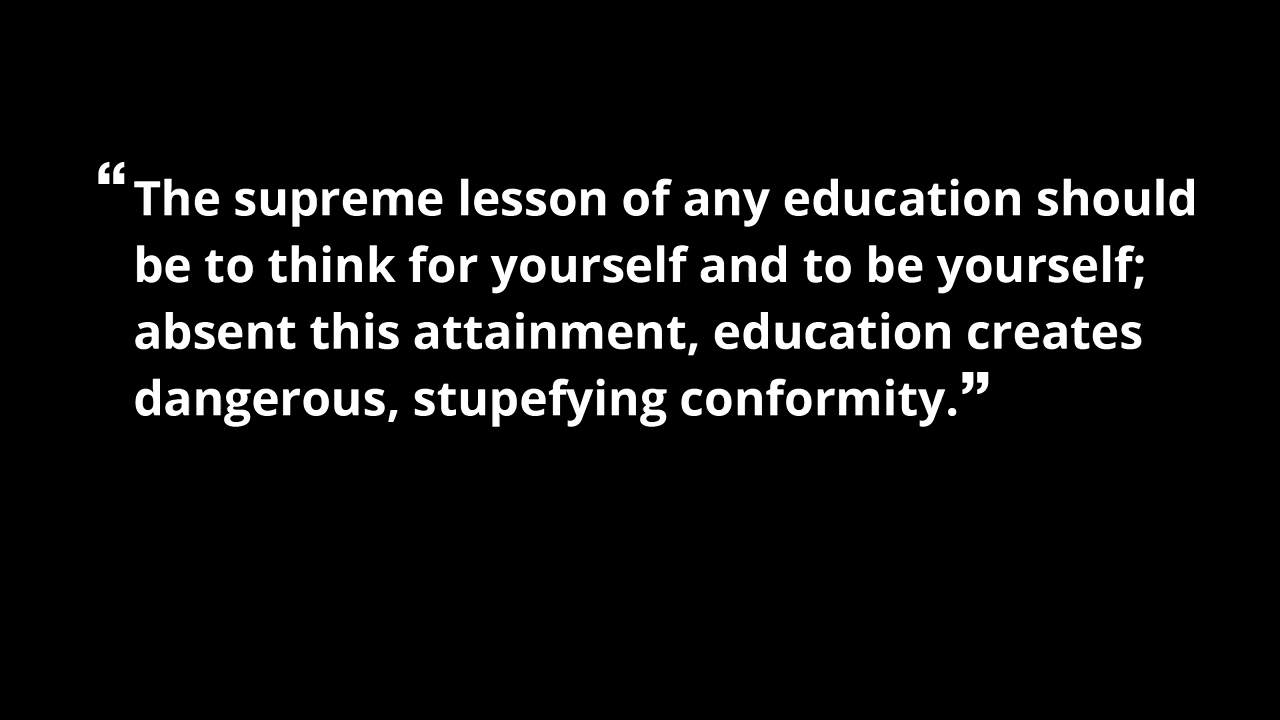 “The supreme lesson of any education should
be to think for yourself and to be yourself;
absent this attainment, education creates
dangerous, stupefying conformity.”